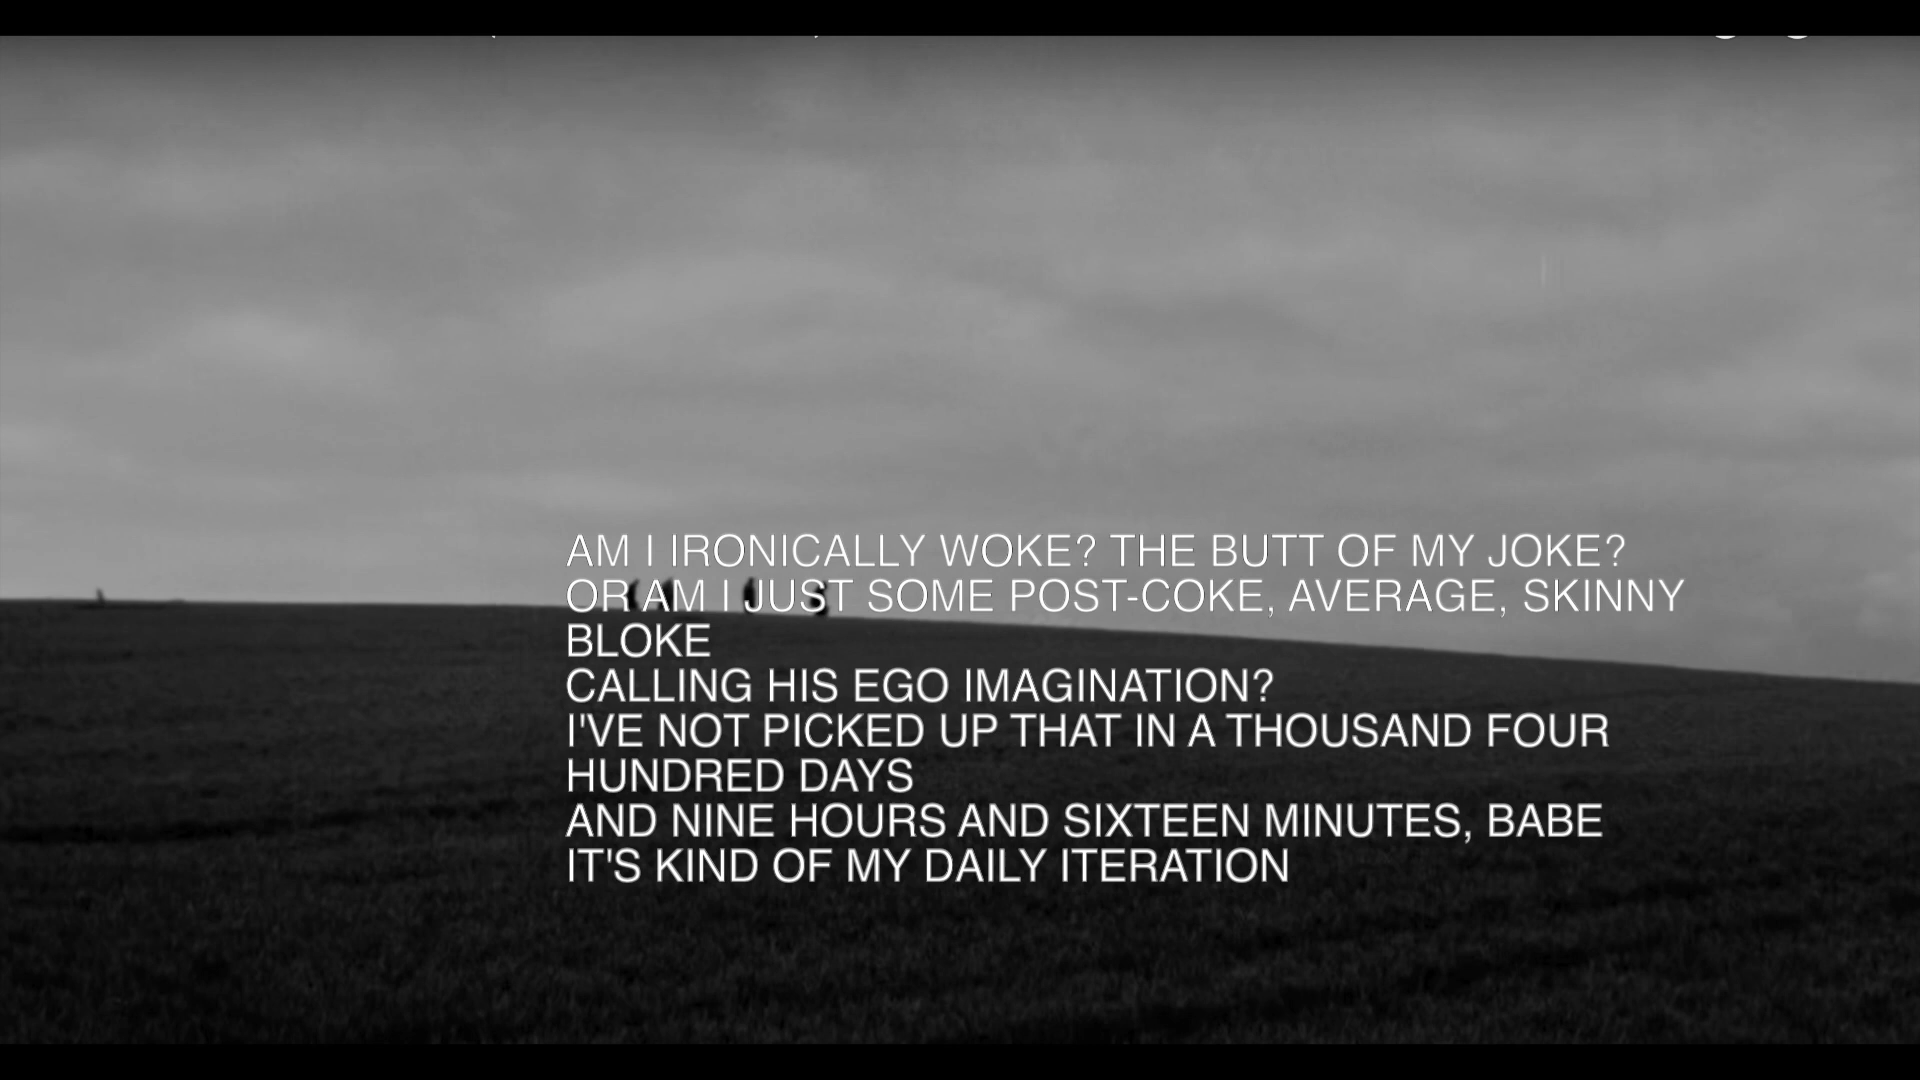 AM I IRONICALLY WOKE? THE BUTT OF MY JOKE?
OR AM I JUST SOME POST-COKE, AVERAGE, SKINNY
BLOKE
CALLING HIS EGO IMAGINATION?
I'VE NOT PICKED UP THAT IN A THOUSAND FOUR
HUNDRED DAYS
AND NINE HOURS AND SIXTEEN MINUTES, BABE
IT'S KIND OF MY DAILY ITERATION